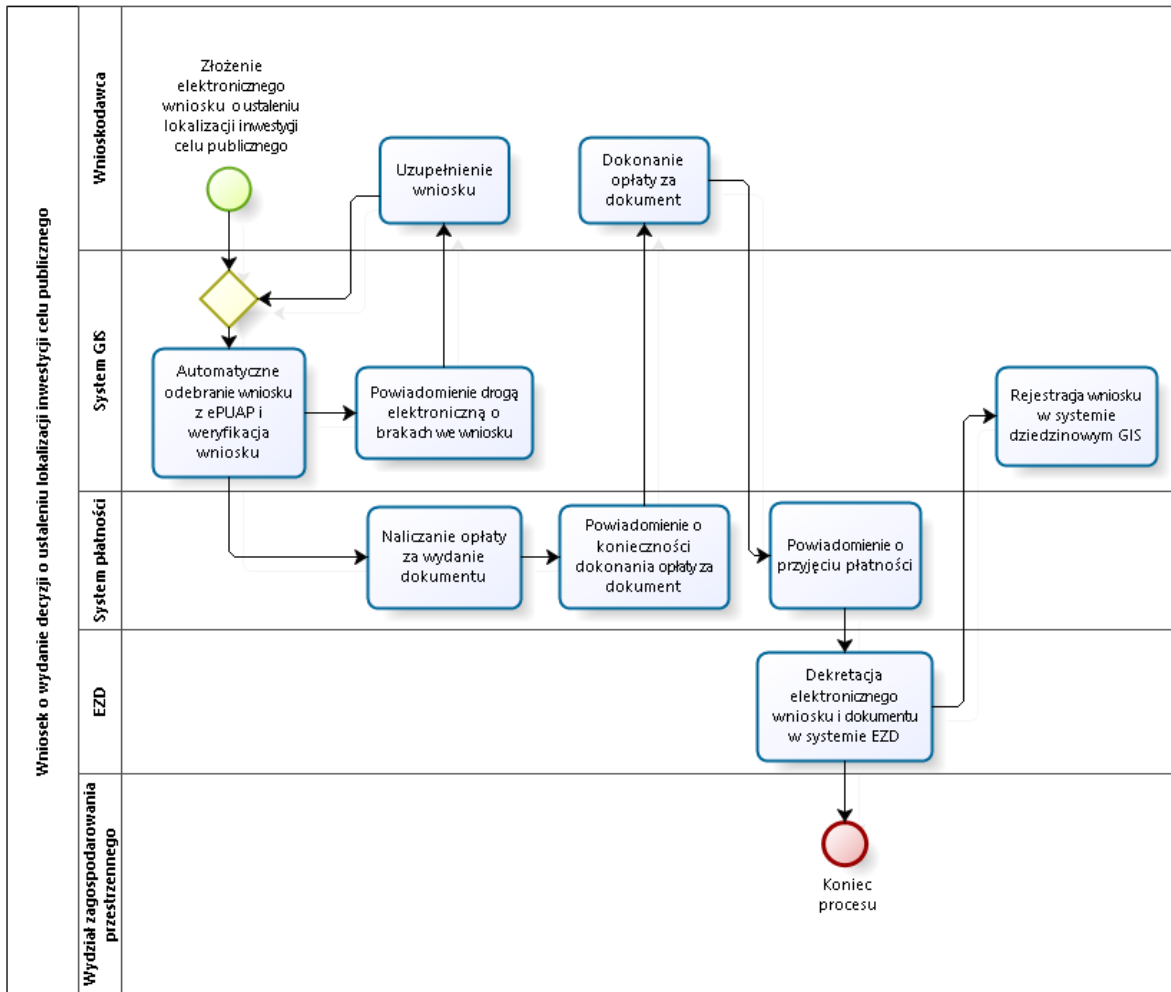 Wniosek o wydanie decyzji o ustaleniu lokalizacji inwestycji celu publicznego
Wnioskodawca
Złożenie
elektronicznego
wniosku o ustaleniu
lokalizacji inwestycji
celu publicznego
Uzupełnienie
wniosku
Dokonanie
opłaty za
dokument
System GIS
Automatyczne
odebranie wniosku
z ePUAP i
weryfikacja
wniosku
Powiadomienie drogą
elektroniczną o
brakach we wniosku
Rejestracja wniosku
w systemie
dziedzinowym GIS
System płatności
Naliczanie opłaty
za wydanie
dokumentu
Powiadomienie o
konieczności
dokonania opłaty za
dokument
Powiadomienie o
przyjęciu płatności
EZD
Dekretacja
elektronicznego
wniosku i dokumentu
w systemie EZD
Wydział zagospodarowania
przestrzennego
Koniec
procesu